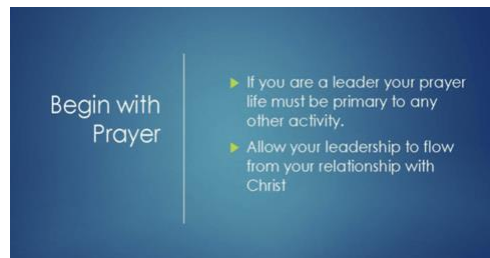 Begin with
Prayer
If you are a leader your prayer
life must be primary to any
other activity.
Allow your leadership to flow
from your relationship with
Christ